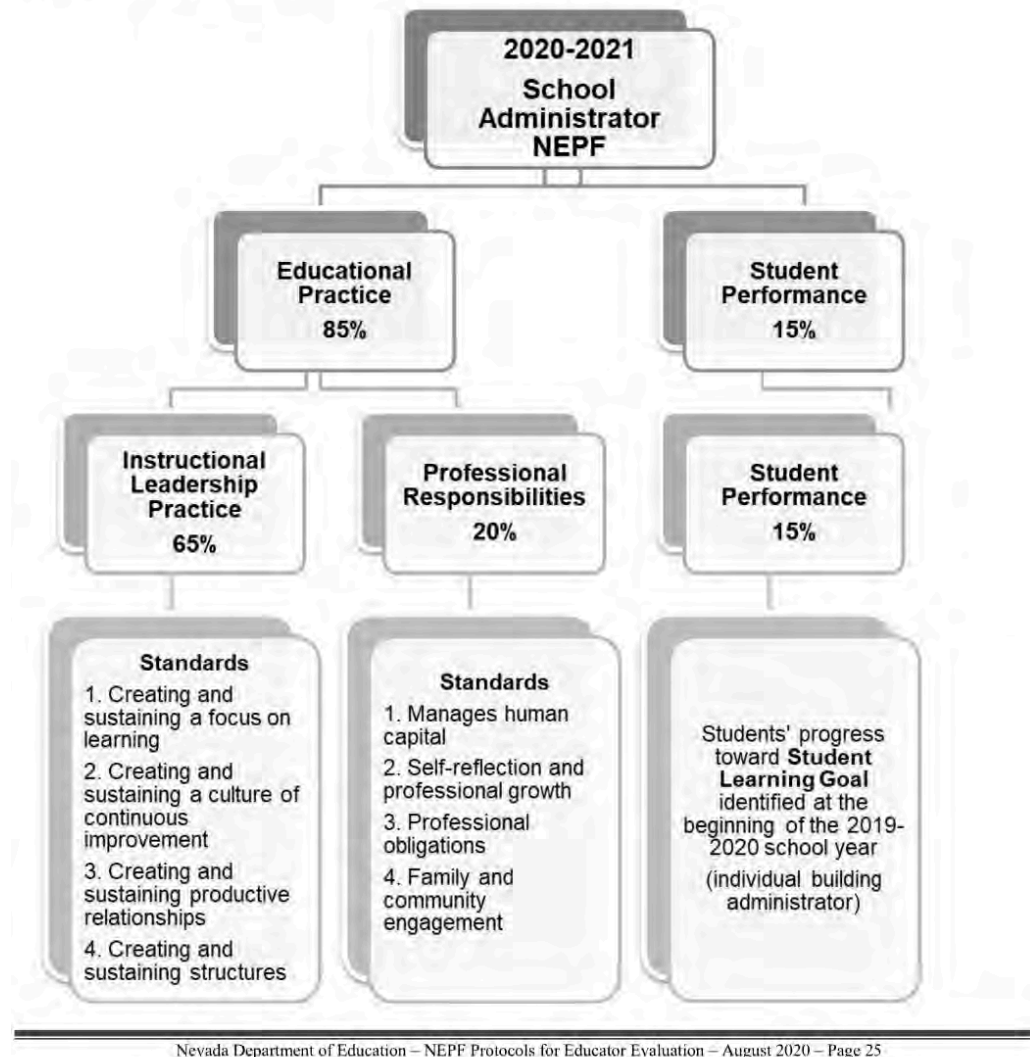 2020-2021
School
Administrator
NEPF
Educational
Practice
85%
Student
Performance
15%
Instructional
Leadership
Practice
65%
Professional
Responsibilities
20%
Student
Performance
15%
Standards
1. Creating and
sustaining a focus on
learning
2. Creating and
sustaining a culture of
continuous
improvement
3. Creating and
sustaining productive
relationships
4. Creating and
sustaining structures
Standards
1. Manages human
capital
2. Self-reflection and
professional growth
3. Professional
obligations
4. Family and
community
engagement
Students' progress
toward Student
Learning Goal
identified at the
beginning of the 2019-
2020 school year
(individual building
administrator)
Nevada Department of Education – NEPF Protocols for Educator Evaluation – August 2020 – Page 25